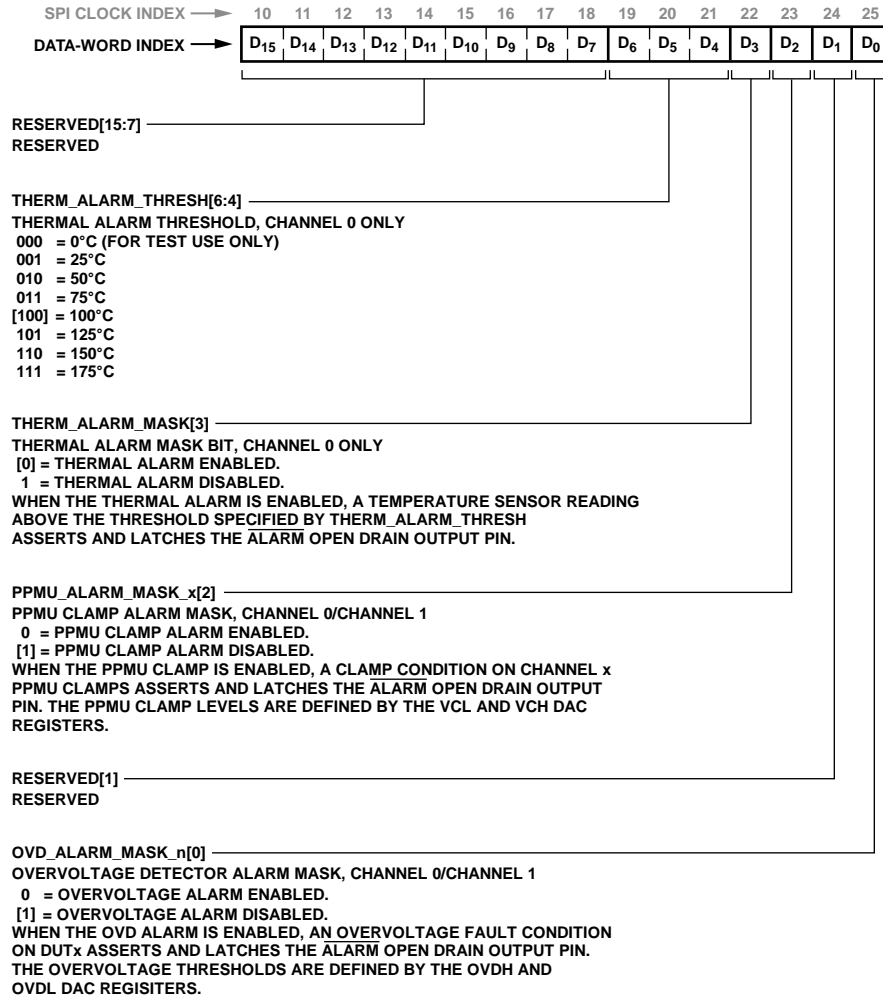 SPI CLOCK INDEX 10 11 12 13 14 15 16 17 18 19 20 21 22 23 24 25
DATA-WORD INDEX D15 D14 D13 D12 D11 D10 D9 D8 D7 D6 D5 D4 D3 D2 D1 D0
RESERVED[15:7]
RESERVED
THERM_ALARM_THRESH[6:4]
THERMAL ALARM THRESHOLD, CHANNEL 0 ONLY
000 = 0°C (FOR TEST USE ONLY)
001 = 25°C
010 = 50°C
011 = 75°C
[100] = 100°C
101 = 125°C
110 = 150°C
111 = 175°C
THERM_ALARM_MASK[3]
THERMAL ALARM MASK BIT, CHANNEL 0 ONLY
[0] = THERMAL ALARM ENABLED.
1 = THERMAL ALARM DISABLED.
WHEN THE THERMAL ALARM IS ENABLED, A TEMPERATURE SENSOR READING
ABOVE THE THRESHOLD SPECIFIED BY THERM_ALARM_THRESH
ASSERTS AND LATCHES THE ALARM OPEN DRAIN OUTPUT PIN.
PPMU_ALARM_MASK_x[2]
PPMU CLAMP ALARM MASK, CHANNEL 0/CHANNEL 1
0 = PPMU CLAMP ALARM ENABLED.
[1] = PPMU CLAMP ALARM DISABLED.
WHEN THE PPMU CLAMP IS ENABLED, A CLAMP CONDITION ON CHANNEL x
PPMU CLAMPS ASSERTS AND LATCHES THE ALARM OPEN DRAIN OUTPUT
PIN. THE PPMU CLAMP LEVELS ARE DEFINED BY THE VCL AND VCH DAC
REGISTERS.
RESERVED[1]
RESERVED
OVD_ALARM_MASK_n[0]
OVERVOLTAGE DETECTOR ALARM MASK, CHANNEL 0/CHANNEL 1
0 = OVERVOLTAGE ALARM ENABLED.
[1] = OVERVOLTAGE ALARM DISABLED.
WHEN THE OVD ALARM IS ENABLED, AN OVERVOLTAGE FAULT CONDITION
ON DUTx ASSERTS AND LATCHES THE ALARM OPEN DRAIN OUTPUT PIN.
THE OVERVOLTAGE THRESHOLDS ARE DEFINED BY THE OVDH AND
OVDL DAC REGISITERS.